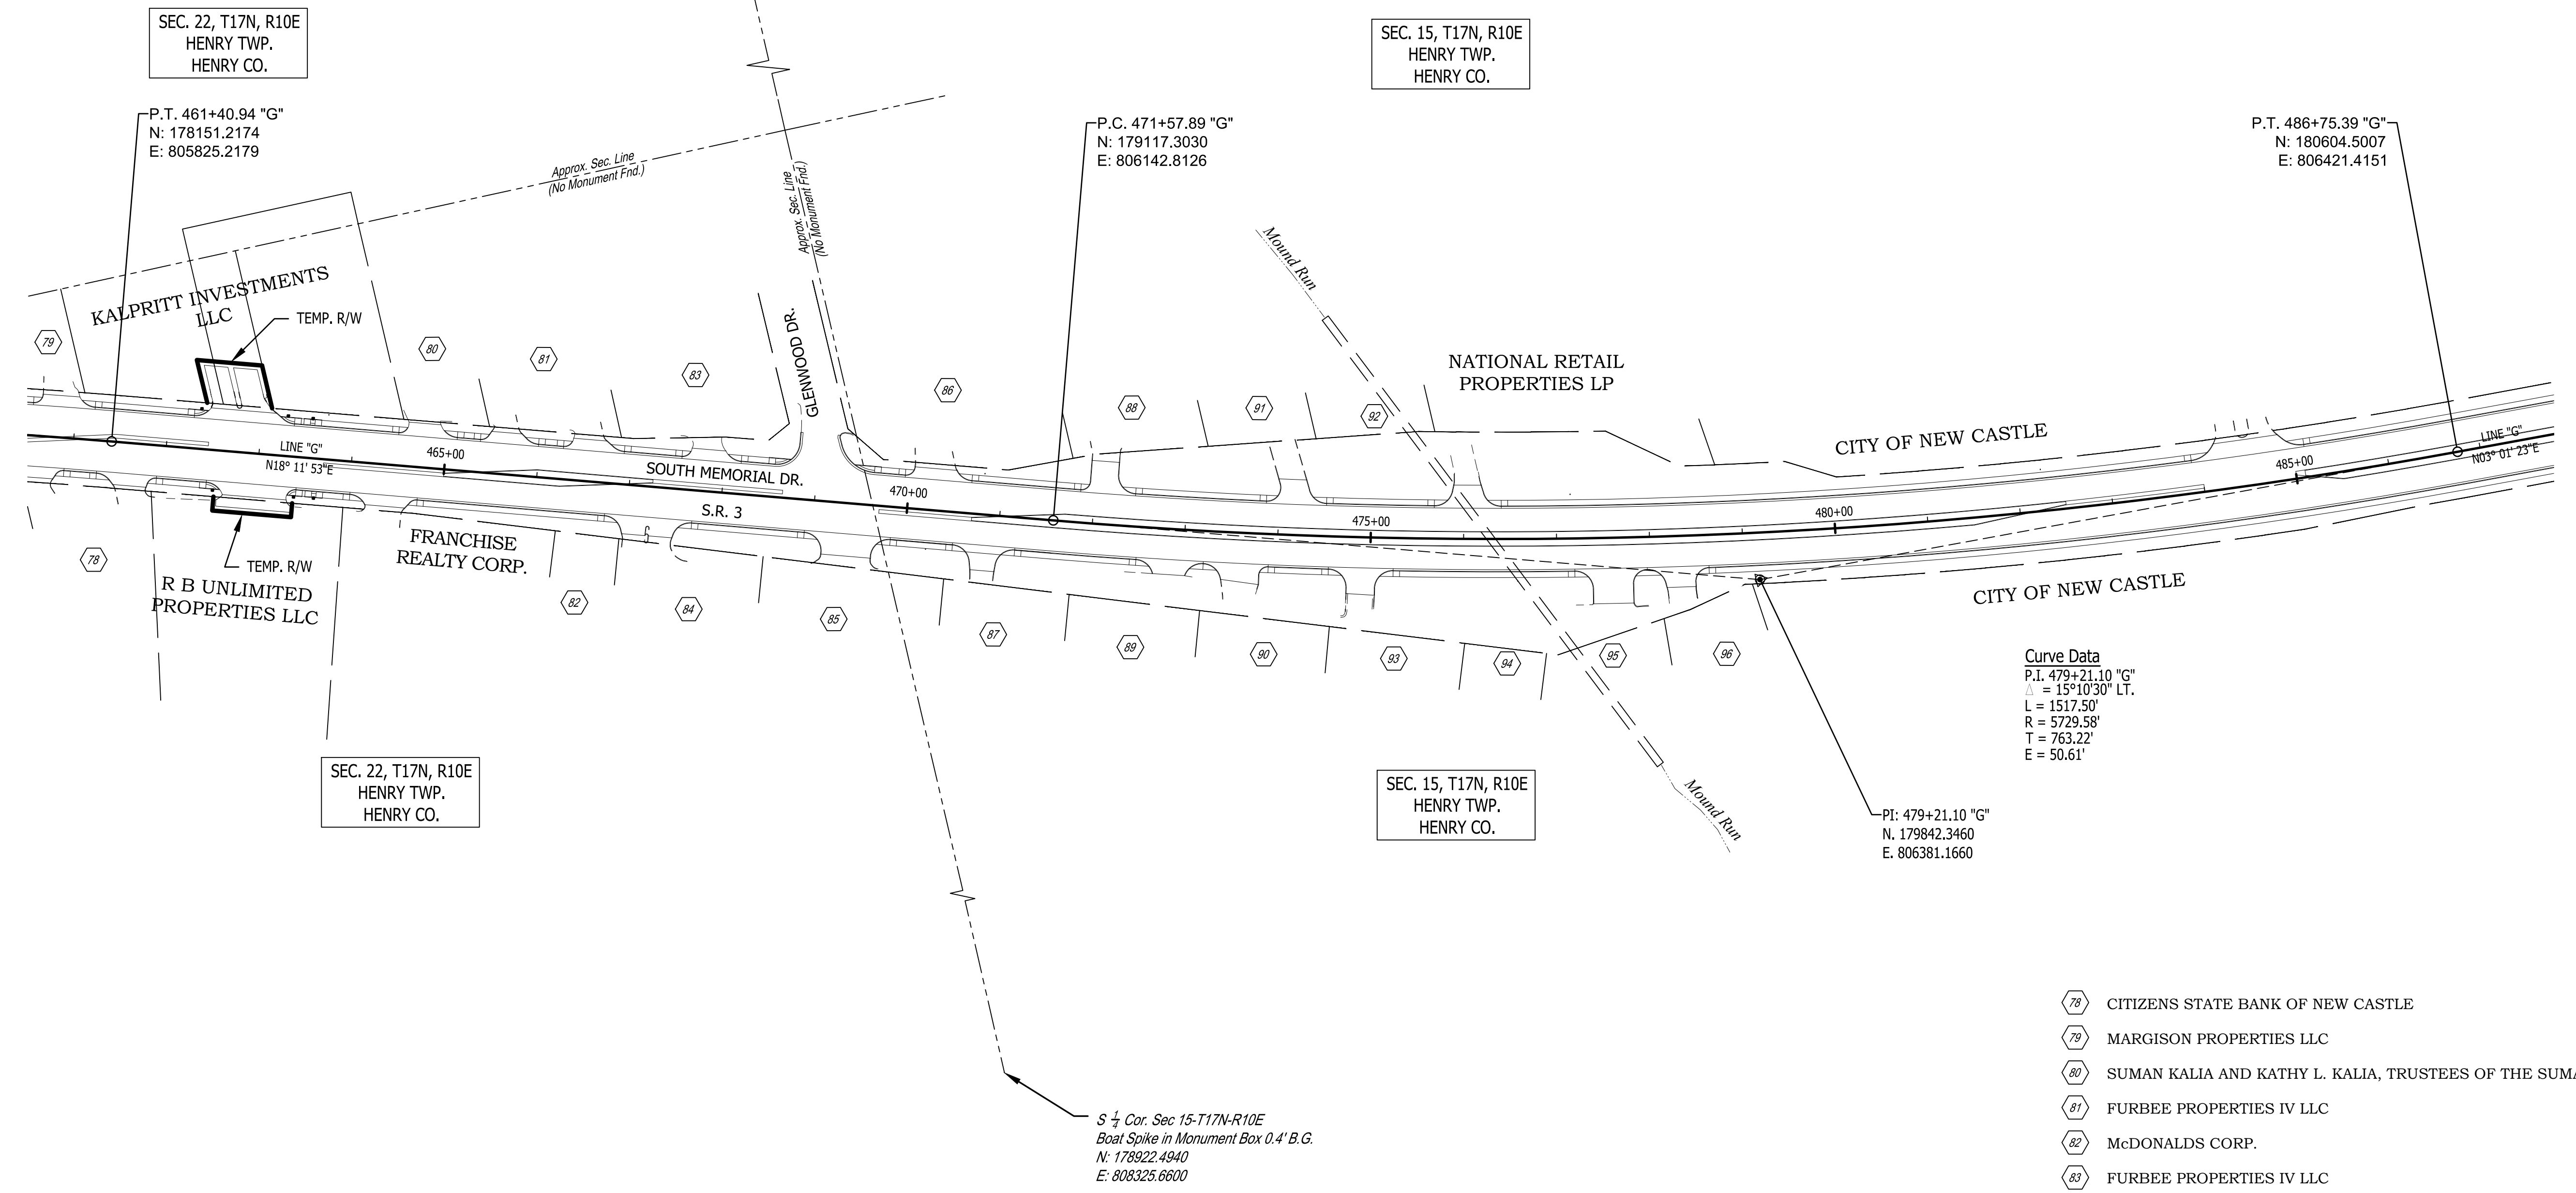 SEC. 22, T17N, R10E
HENRY TWP.
HENRY CO.
SEC. 15, T17N, R10E
HENRY TWP.
HENRY CO.
P.T. 461+40.94 "G"
N: 178151.2174
E: 805825.2179
P.C. 471+57.89 "G"
N: 179117.3030
E: 806142.8126
P.T. 486+75.39 "G"
N: 180604.5007
E: 806421.4151
Approx. Sec. Line
(No Monument Fnd.)
Approx. Sec. Line
(No Monument Fnd.)
Mound Run
KALPRITT INVESTMENTS
LLC
TEMP. R/W
79
80
81
83
GLENWOOD DR.
86
88
91
92
NATIONAL RETAIL
PROPERTIES LP
CITY OF NEW CASTLE
LINE "G"
N18° 11' 53"E
465+00
SOUTH MEMORIAL DR.
S.R. 3
470+00
475+00
480+00
485+00
LINE "G"
N03° 01' 23"E
78
TEMP. R/W
R B UNLIMITED
PROPERTIES LLC
FRANCHISE
REALTY CORP.
82
84
85
87
89
90
93
94
95
96
CITY OF NEW CASTLE
Curve Data
P.I. 479+21.10 "G"
Δ = 15°10'30" LT.
L = 1517.50'
R = 5729.58'
T = 763.22'
E = 50.61'
SEC. 22, T17N, R10E
HENRY TWP.
HENRY CO.
SEC. 15, T17N, R10E
HENRY TWP.
HENRY CO.
Mound Run
PI: 479+21.10 "G"
N. 179842.3460
E. 806381.1660
S 1/4 Cor. Sec 15-T17N-R10E
Boat Spike in Monument Box 0.4' B.G.
N: 178922.4940
E: 808325.6600
78 CITIZENS STATE BANK OF NEW CASTLE
79 MARGISON PROPERTIES LLC
80 SUMAN KALIA AND KATHY L. KALIA, TRUSTEES OF THE
81 FURBEE PROPERTIES IV LLC
82 McDONALDS CORP.
83 FURBEE PROPERTIES IV LLC